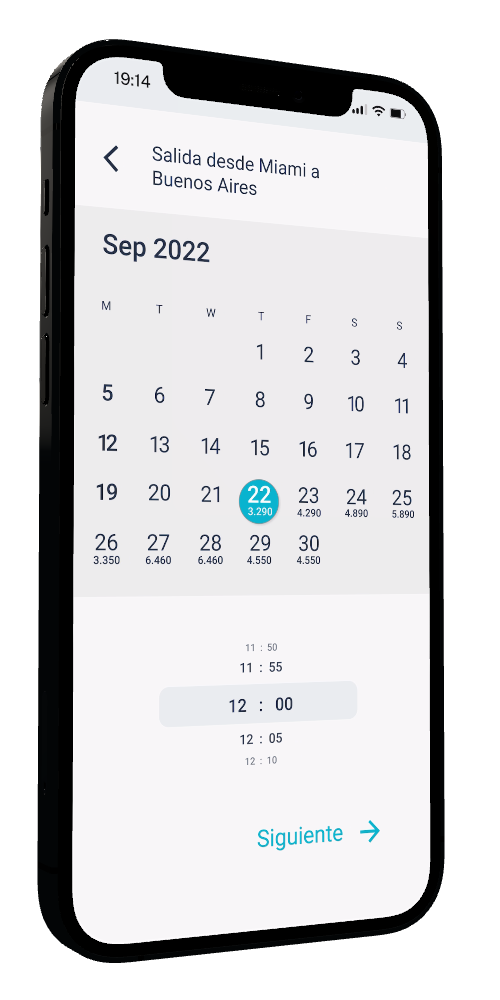 19:14
Salida desde Miami a
Buenos Aires
Sep 2022
M T W T F S S
1 2 3 4
5 6 7 8 9 10 11
12 13 14 15 16 17 18
19 20 21 22 23 24 25
3.290 4.290 4.890 5.890
26 27 28 29 30
3.350 6.460 6.460 4.550 4.550
11 : 50
11 : 55
12 : 00
12 : 05
12 : 10
Siguiente